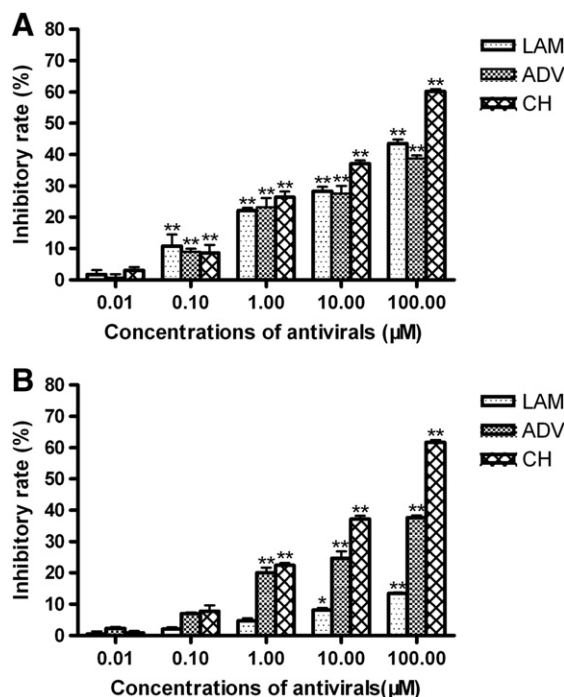 A
80
70
60
50
40
30
20
10
0
Inhibitory rate (%)
** ** **
** ** **
** ** **
** ** **
LAM
ADV
CH
0.01 0.10 1.00 10.00 100.00
Concentrations of antivirals (µM)
B
80
70
60
50
40
30
20
10
0
Inhibitory rate (%)
** **
* ** **
** ** **
LAM
ADV
CH
0.01 0.10 1.00 10.00 100.00
Concentrations of antivirals(µM)